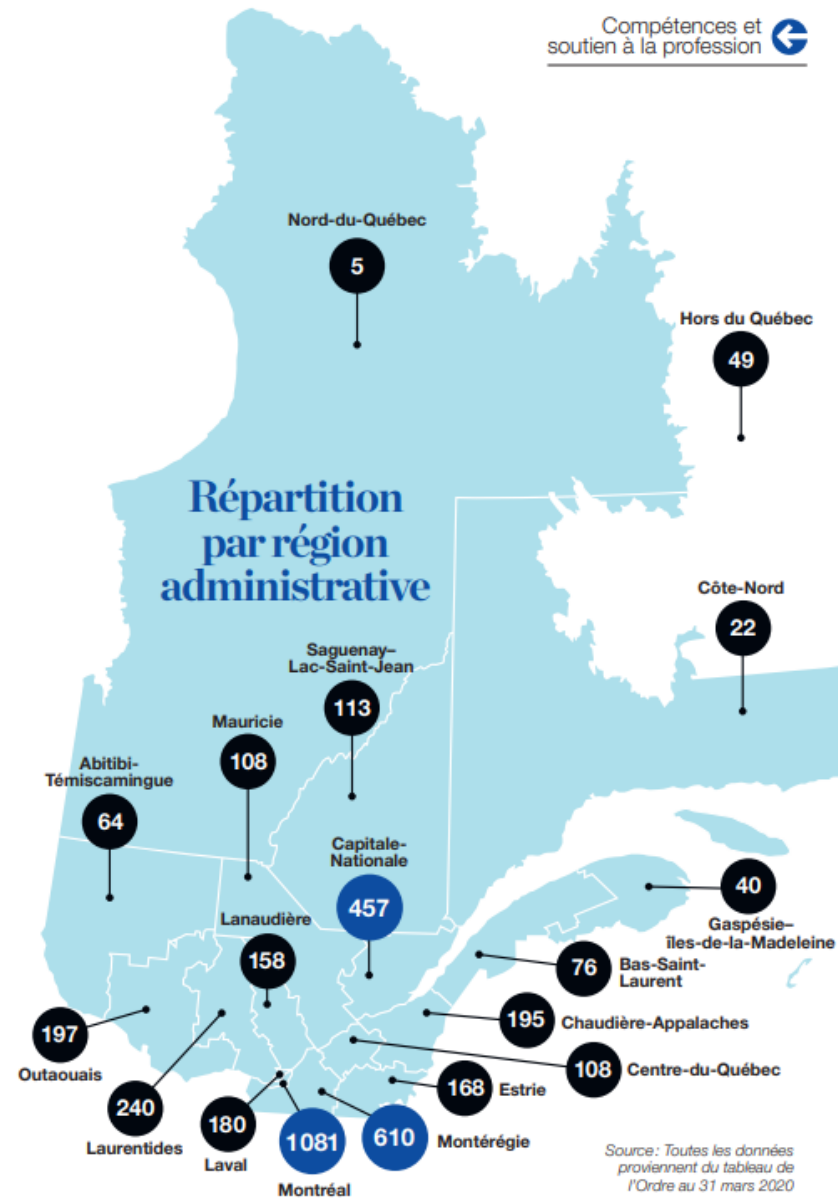 Compétences et
soutien à la profession
Nord-du-Québec
5
Hors du Québec
49
Répartition
par région
administrative
Côte-Nord
22
Saguenay–
Lac-Saint-Jean
113
Mauricie
108
Abitibi-
Témiscamingue
64
Capitale-
Nationale
457
Lanaudière
158
40
Gaspésie–
îles-de-la-Madeleine
76
Bas-Saint-
Laurent
195
Chaudière-Appalaches
197
Outaouais
108
Centre-du-Québec
168
Estrie
240
Laurentides
180
Laval
1081
Montréal
610
Montérégie
Source : Toutes les données
proviennent du tableau de
l'Ordre au 31 mars 2020